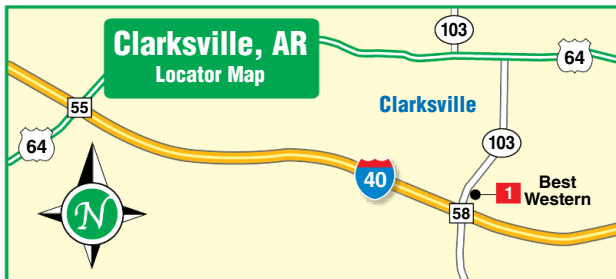 Clarksville, AR
Locator Map
103
64
55
Clarksville
64
103
40
1
Best
Western
58
N